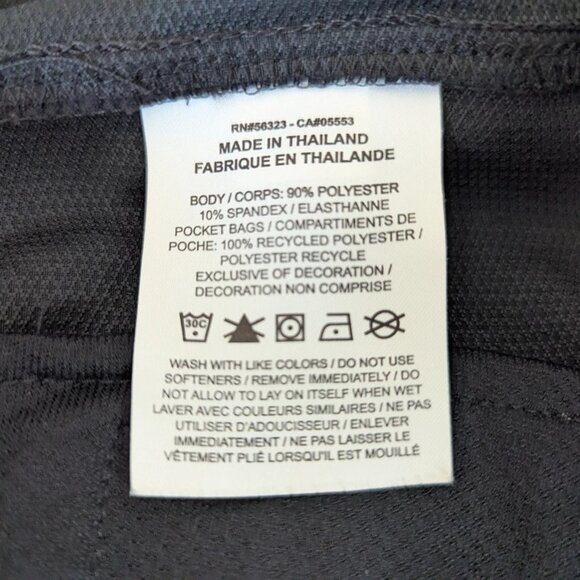 RN#56323 - CA#05553
MADE IN THAILAND
FABRIQUE EN THAILANDE
BODY / CORPS: 90% POLYESTER
10% SPANDEX / ELASTHANNE
POCKET BAGS / COMPARTIMENTS DE
POCHE: 100% RECYCLED POLYESTER /
POLYESTER RECYCLE
EXCLUSIVE OF DECORATION /
DECORATION NON COMPRISE
30C
WASH WITH LIKE COLORS / DO NOT USE
SOFTENERS / REMOVE IMMEDIATELY / DO
NOT ALLOW TO LAY ON ITSELF WHEN WET
LAVER AVEC COULEURS SIMILAIRES / NE PAS
UTILISER D'ADOUCISSEUR / ENLEVER
IMMEDIATEMENT / NE PAS LAISSER LE
VÊTEMENT PLIÉ LORSQU'IL EST MOUILLÉ